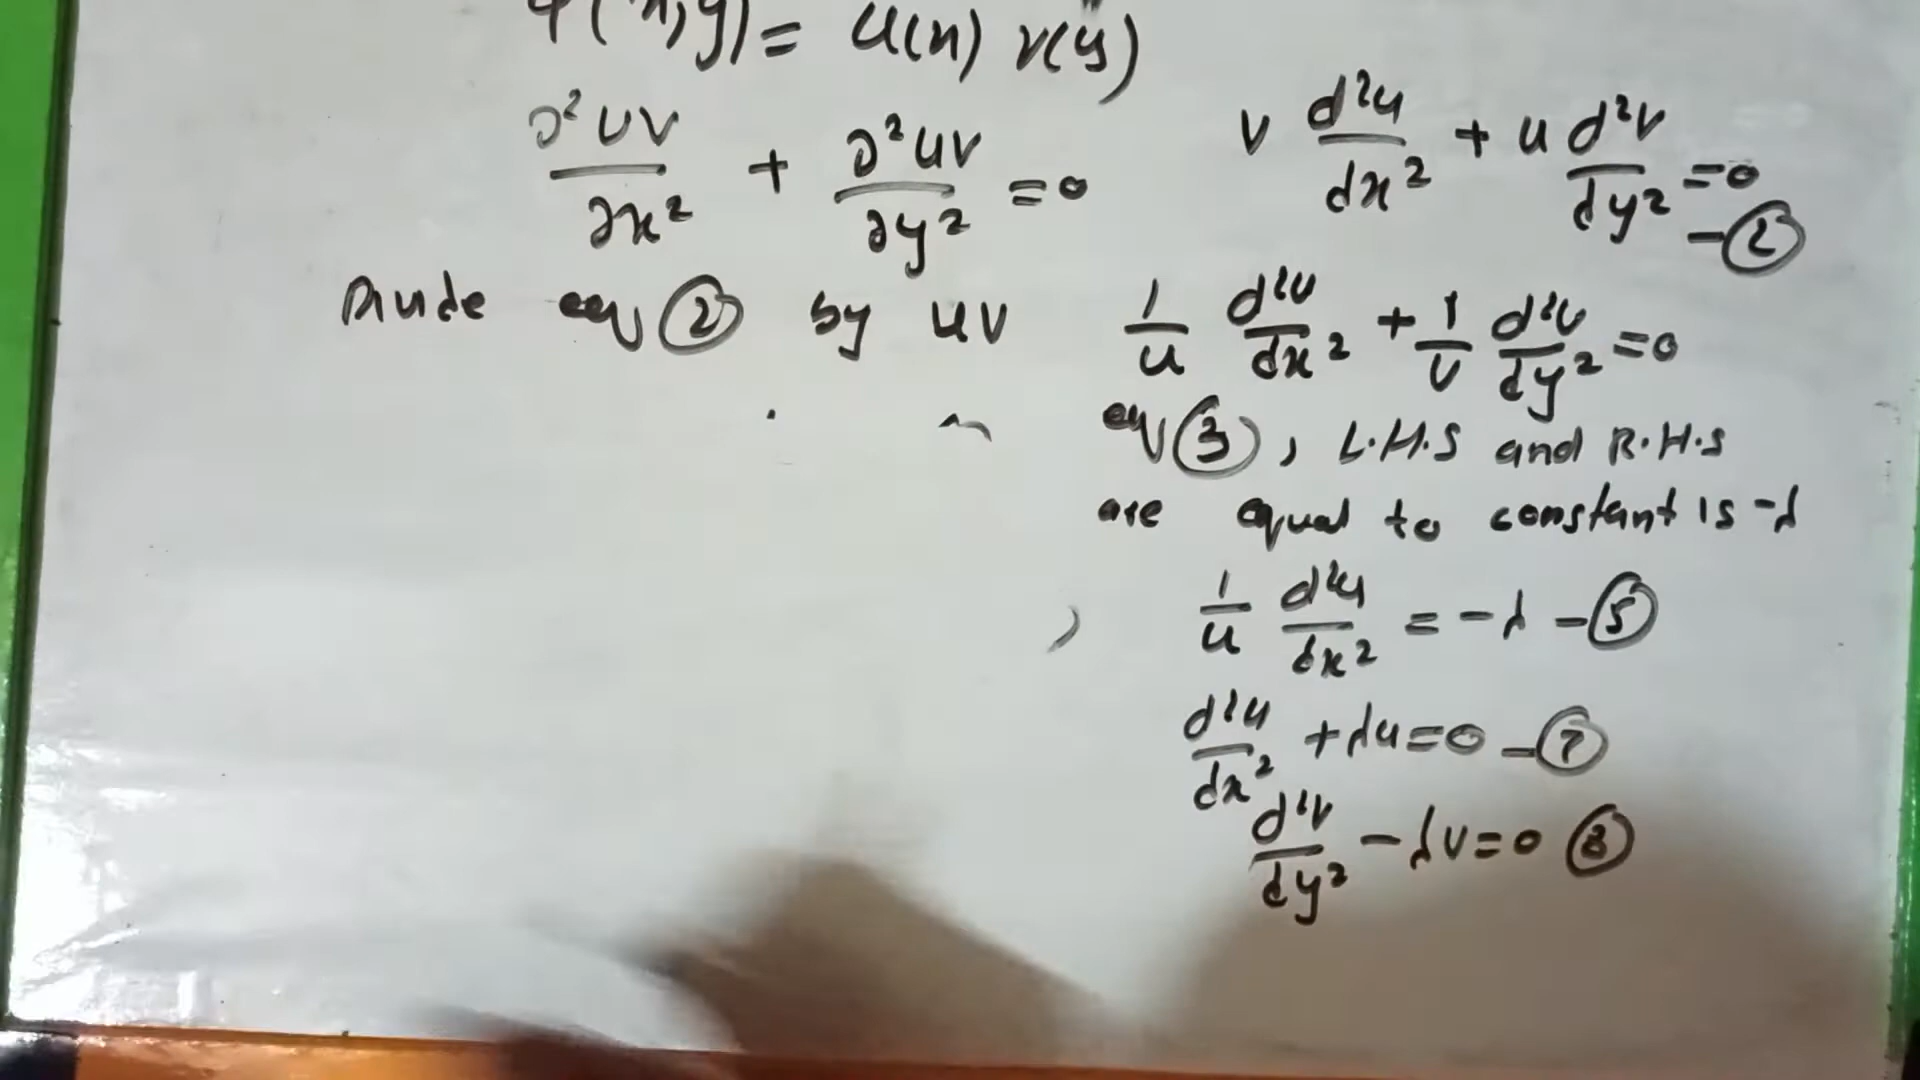 φ(x,y) = u(x) v(y)
∂²uv/∂x² + ∂²uv/∂y² = 0
v d²u/dx² + u d²v/dy² = 0 - ②
Divide eq ② by uv
1/u d²u/dx² + 1/v d²v/dy² = 0
eq ③, L.H.S and R.H.S
are equal to constant is -λ
1/u d²u/dx² = -λ - ⑤
d²u/dx² + λu = 0 - ⑦
d²v/dy² - λv = 0 ⑧